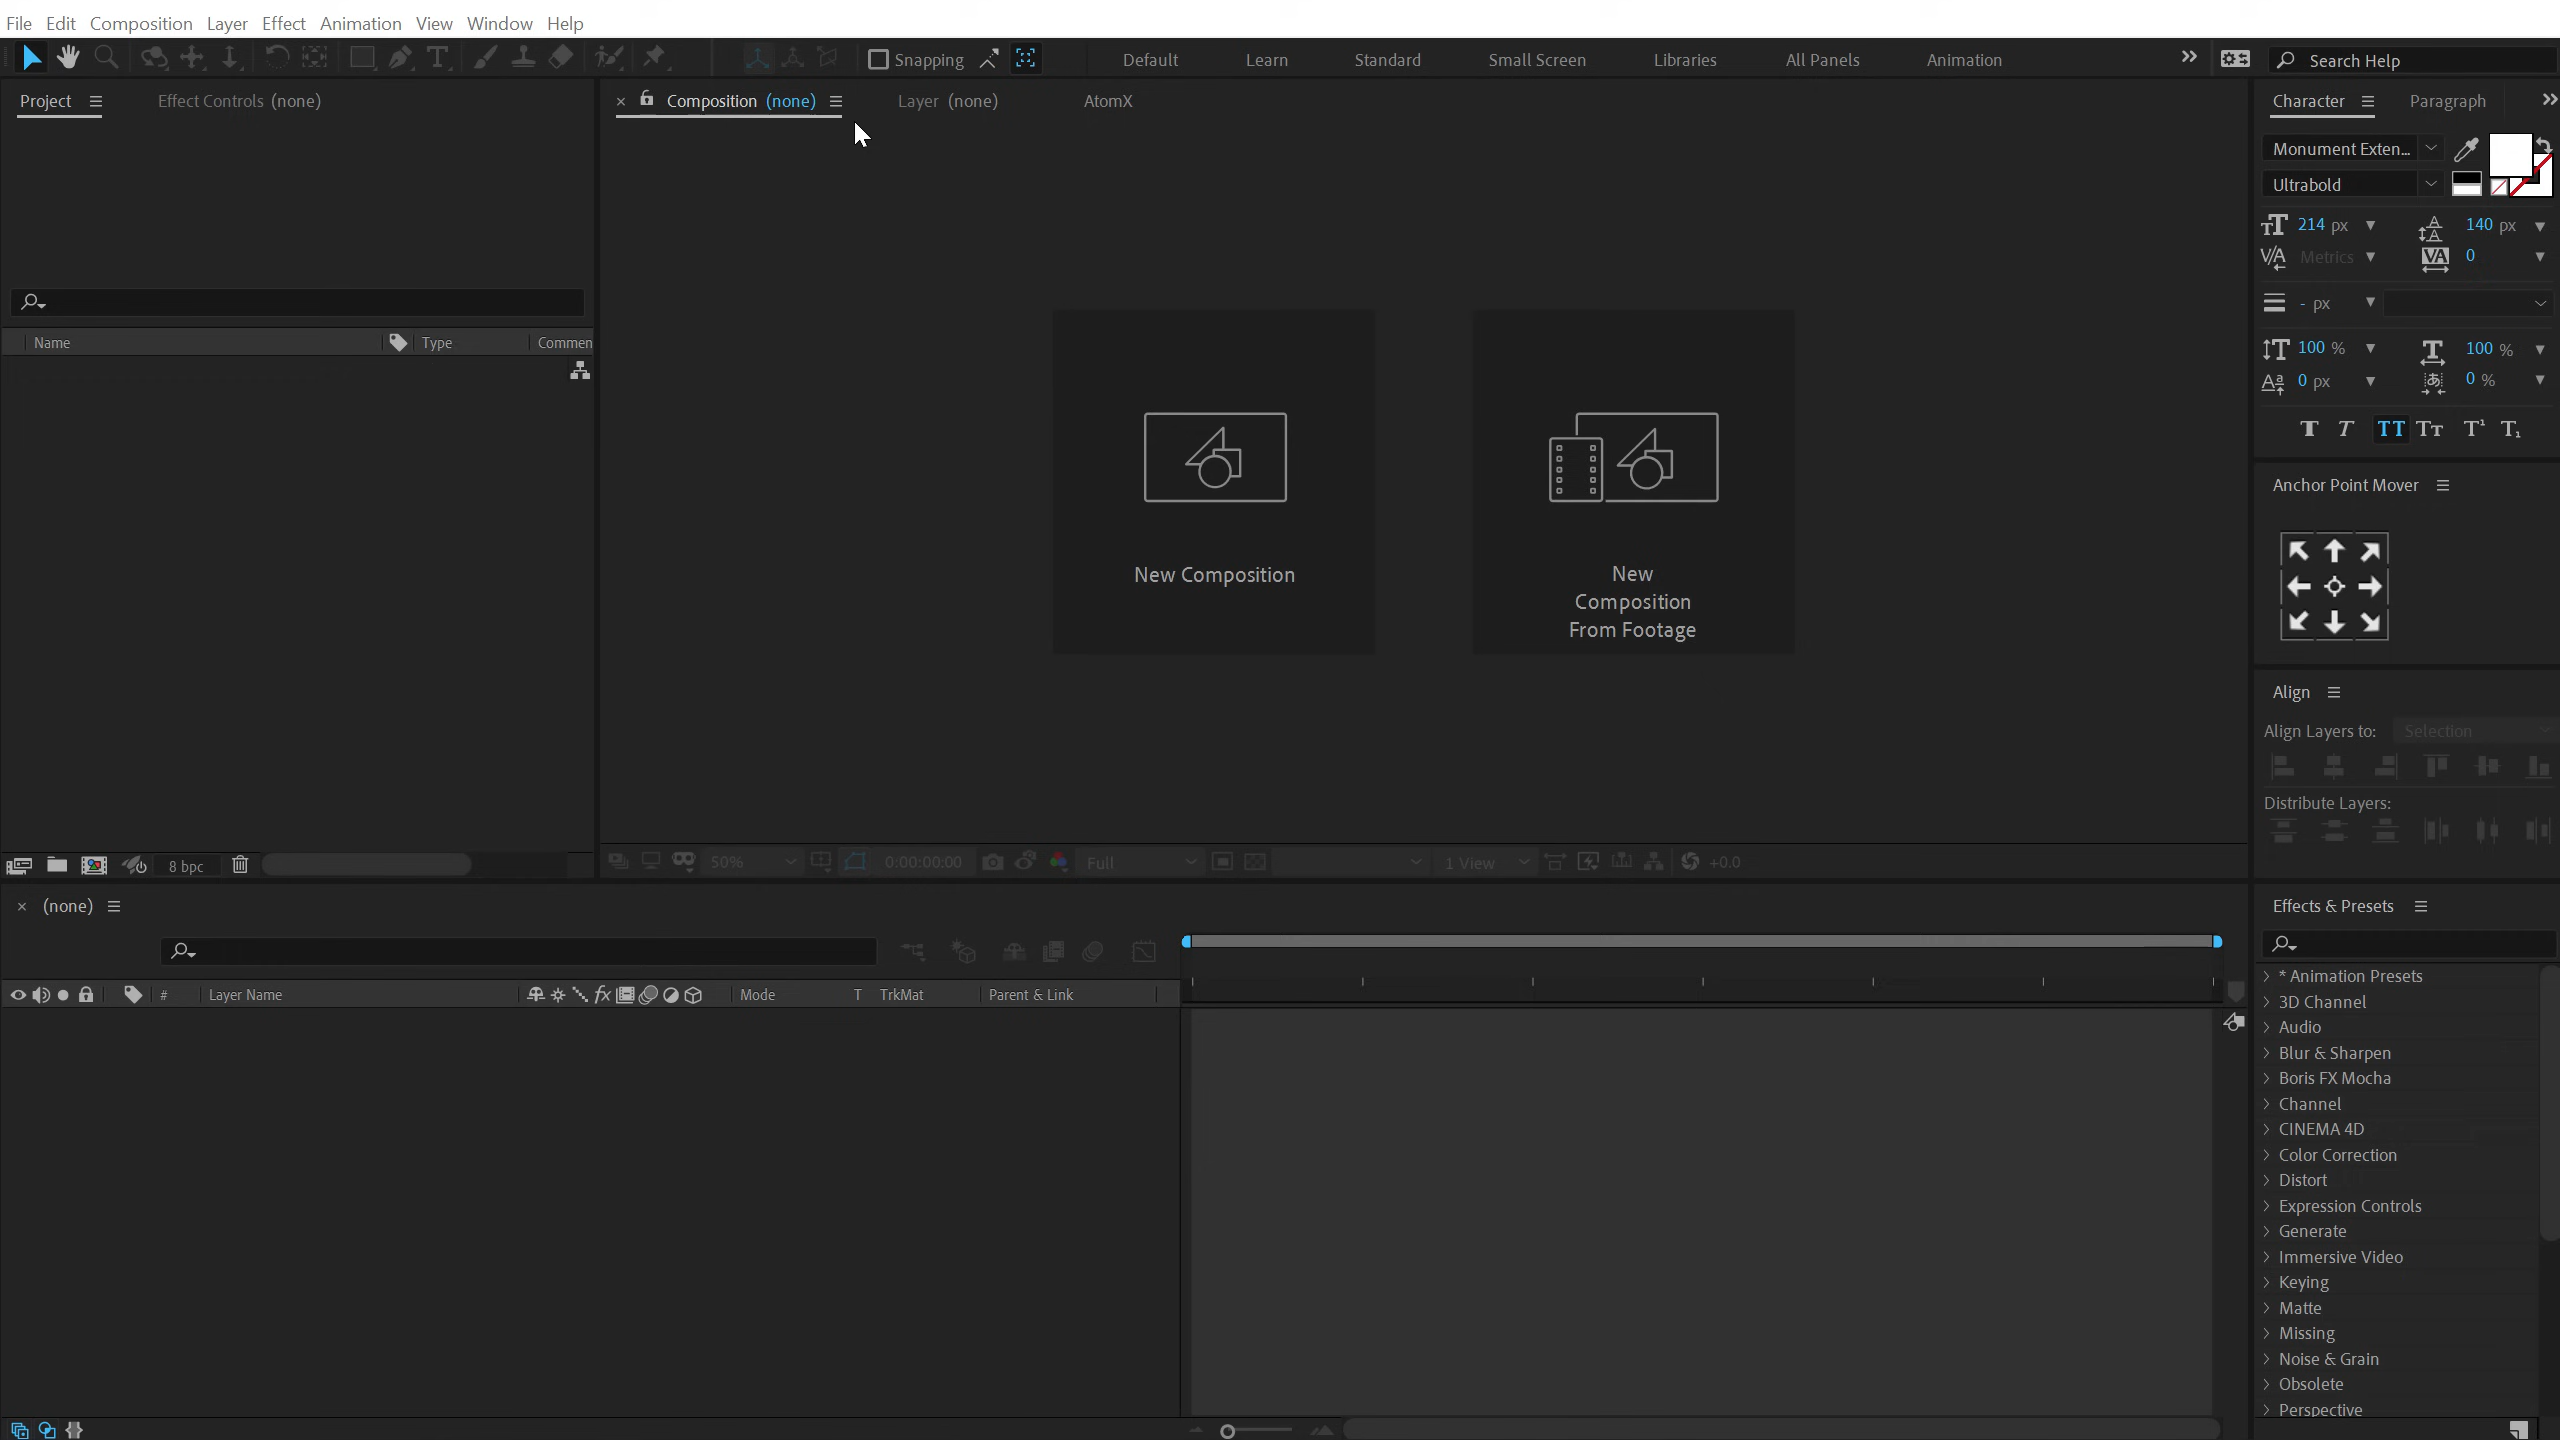 File Edit Composition Layer Effect Animation View Window Help
Snapping Default Learn Standard Small Screen Libraries All Panels Animation Search Help
Project Effect Controls (none)
Composition (none) Layer (none) AtomX
Character Paragraph
Monument Exten...
Ultrabold
214 px 140 px
Metrics 0
- px
100 % 100 %
0 px 0 %
Name Type Commen
New Composition
New
Composition
From Footage
Anchor Point Mover
Align
Align Layers to: Selection
Distribute Layers:
8 bpc
50% 0:00:00:00 Full 1 View +0.0
(none)
# Layer Name fx Mode T TrkMat Parent & Link
Effects & Presets
* Animation Presets
3D Channel
Audio
Blur & Sharpen
Boris FX Mocha
Channel
CINEMA 4D
Color Correction
Distort
Expression Controls
Generate
Immersive Video
Keying
Matte
Missing
Noise & Grain
Obsolete
Perspective